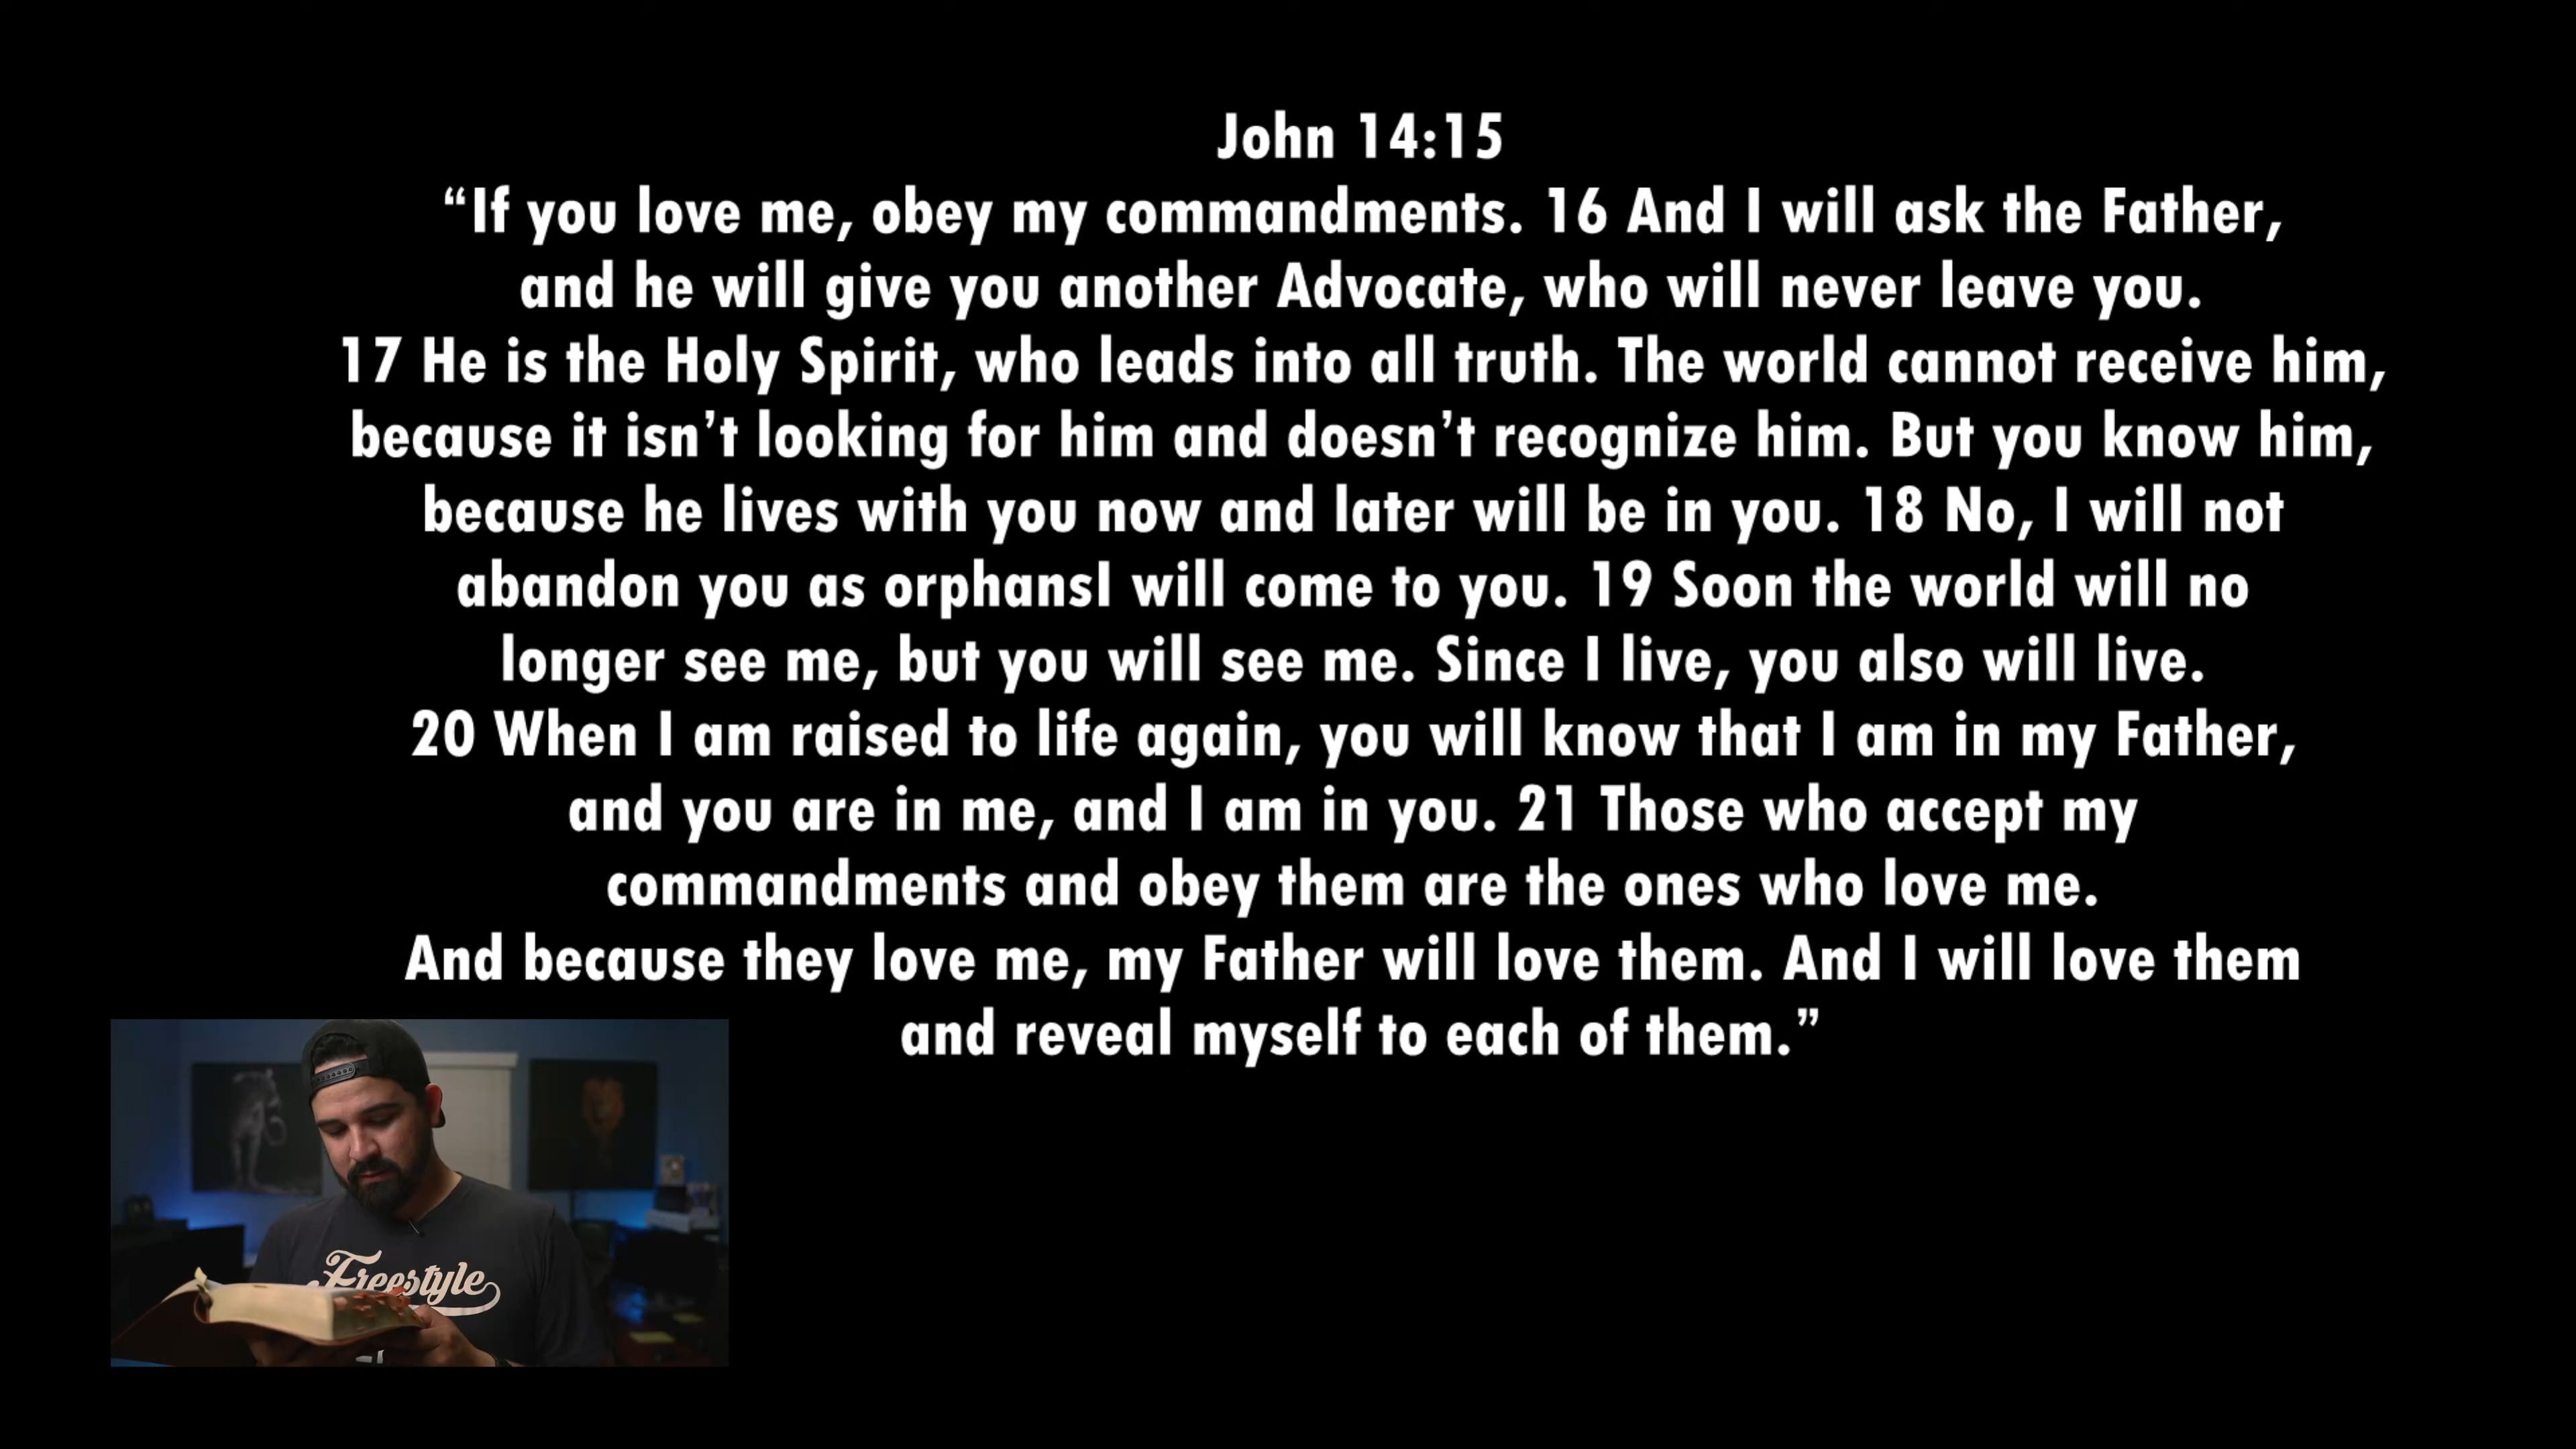 John 14:15
“If you love me, obey my commandments. 16 And I will ask the Father,
and he will give you another Advocate, who will never leave you.
17 He is the Holy Spirit, who leads into all truth. The world cannot receive him,
because it isn’t looking for him and doesn’t recognize him. But you know him,
because he lives with you now and later will be in you. 18 No, I will not
abandon you as orphansI will come to you. 19 Soon the world will no
longer see me, but you will see me. Since I live, you also will live.
20 When I am raised to life again, you will know that I am in my Father,
and you are in me, and I am in you. 21 Those who accept my
commandments and obey them are the ones who love me.
And because they love me, my Father will love them. And I will love them
and reveal myself to each of them.”
Freestyle